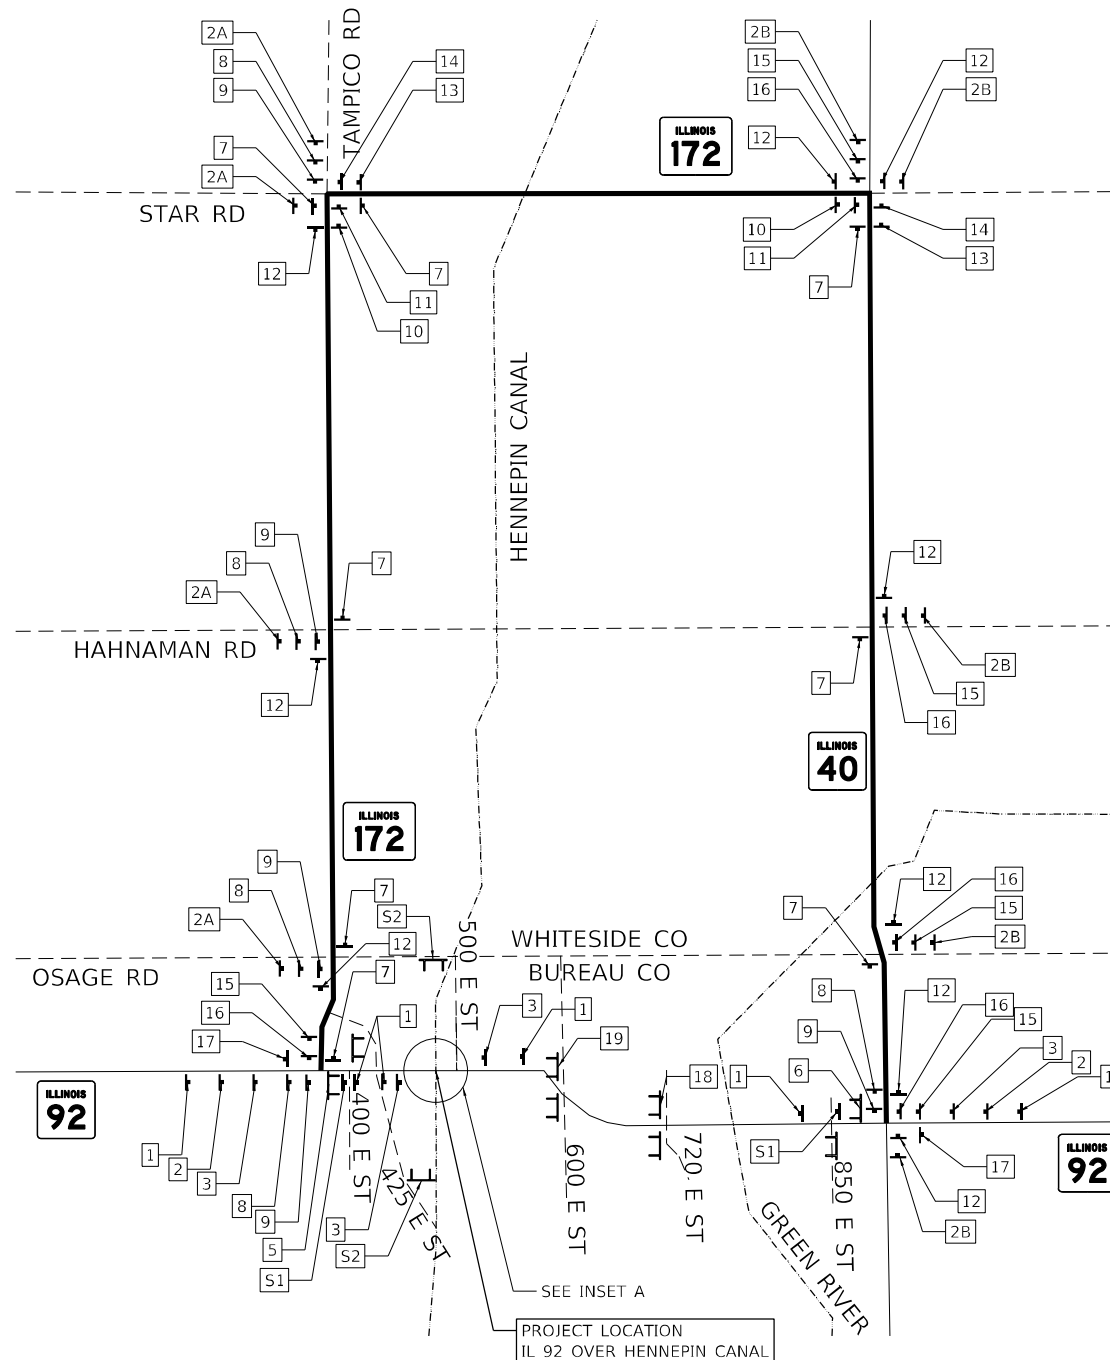 2A
8
9
7
2A
12
TAMPICO RD
14
13
STAR RD
7
11
10
ILLINOIS
172
2B
15
16
12
12
2B
10
11
7
14
13
HENNEPIN CANAL
9
8
2A
7
HAHNAMAN RD
12
12
7
2B
15
16
ILLINOIS
40
ILLINOIS
172
9
8
2A
7
S2
12
7
OSAGE RD
15
16
17
500 E ST
WHITESIDE CO
BUREAU CO
7
12
16
15
2B
1
3
1
19
18
1
8
9
6
12
16
15
3
2
1
ILLINOIS
92
1
2
3
8
9
5
S1
400 E ST
425 E ST
3
S2
600 E ST
720 E ST
S1
850 E ST
17
12
2B
ILLINOIS
92
GREEN RIVER
SEE INSET A
PROJECT LOCATION
IL 92 OVER HENNEPIN CANAL